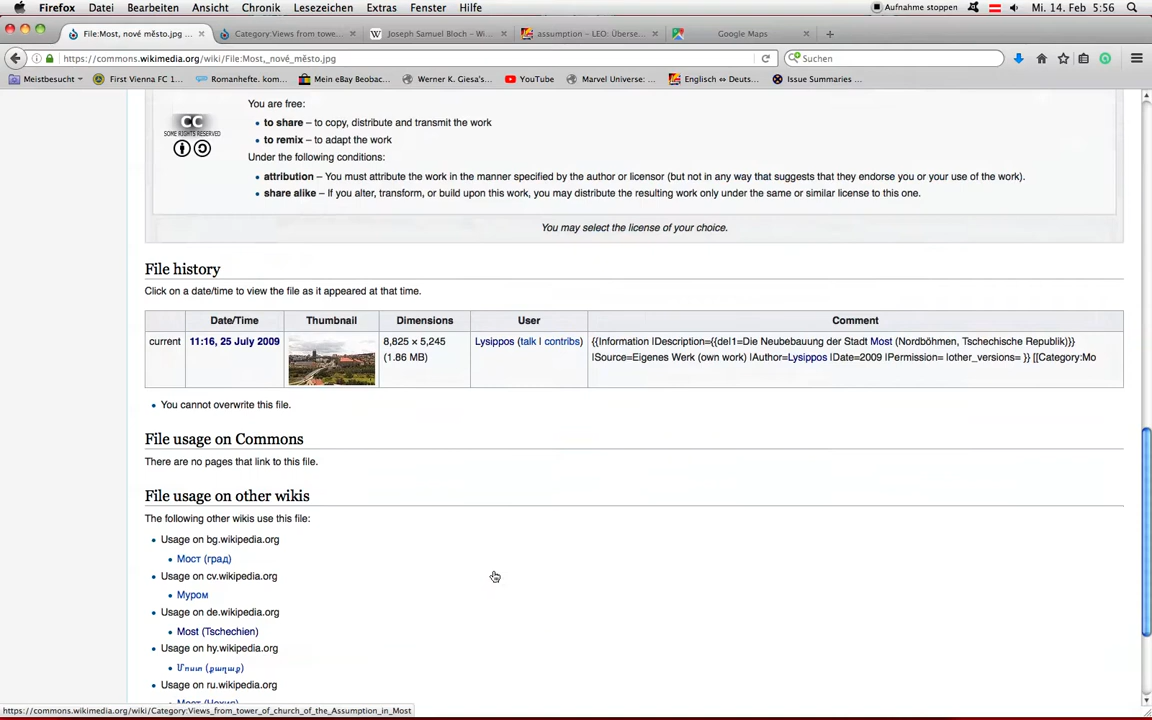 Firefox Datei Bearbeiten Ansicht Chronik Lesezeichen Extras Fenster Hilfe Aufnahme stoppen Mi. 14. Feb 5:56
File:Most, nové město.jpg ... × Category:Views from towe... × Joseph Samuel Bloch – Wi... × assumption – LEO: Überse... × Google Maps ×
https://commons.wikimedia.org/wiki/File:Most,_nové_město.jpg Suchen
Meistbesucht First Vienna FC 1... Romanhefte. kom... Mein eBay Beobac... Werner K. Giesa's... YouTube Marvel Universe: ... Englisch ⇔ Deuts... Issue Summaries ...
You are free:
CC
SOME RIGHTS RESERVED
• to share – to copy, distribute and transmit the work
• to remix – to adapt the work
Under the following conditions:
• attribution – You must attribute the work in the manner specified by the author or licensor (but not in any way that suggests that they endorse you or your use of the work).
• share alike – If you alter, transform, or build upon this work, you may distribute the resulting work only under the same or similar license to this one.
You may select the license of your choice.
File history
Click on a date/time to view the file as it appeared at that time.
Date/Time Thumbnail Dimensions User Comment
current 11:16, 25 July 2009 8,825 × 5,245 Lysippos (talk | contribs) {{Information |Description={{de|1=Die Neubebauung der Stadt Most (Nordböhmen, Tschechische Republik)}}
(1.86 MB) |Source=Eigenes Werk (own work) |Author=Lysippos |Date=2009 |Permission= |other_versions= }} [[Category:Mo
• You cannot overwrite this file.
File usage on Commons
There are no pages that link to this file.
File usage on other wikis
The following other wikis use this file:
• Usage on bg.wikipedia.org
• Мост (град)
• Usage on cv.wikipedia.org
• Муром
• Usage on de.wikipedia.org
• Most (Tschechien)
• Usage on hy.wikipedia.org
• Մոստ (քաղաք)
• Usage on ru.wikipedia.org
• Мост (Чехия)
https://commons.wikimedia.org/wiki/Category:Views_from_tower_of_church_of_the_Assumption_in_Most